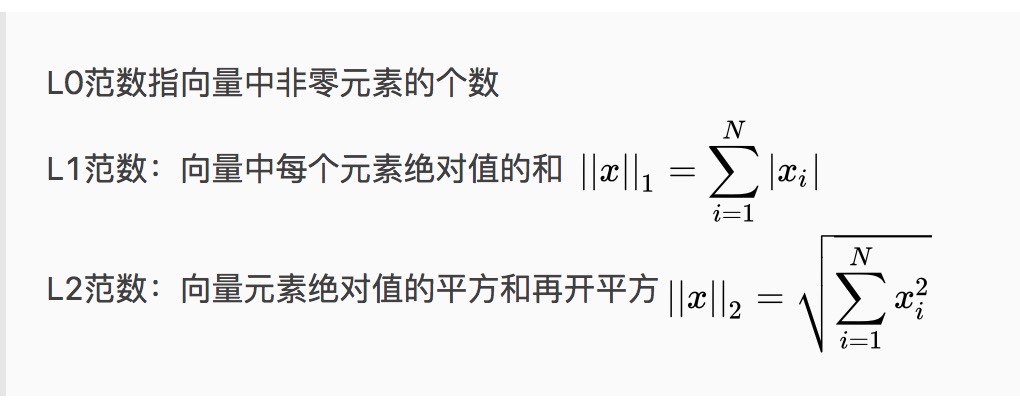 L0范数指向量中非零元素的个数
L1范数：向量中每个元素绝对值的和 $||x||_1 = \sum_{i=1}^{N} |x_i|$
L2范数：向量元素绝对值的平方和再开平方 $||x||_2 = \sqrt{\sum_{i=1}^{N} x_i^2}$